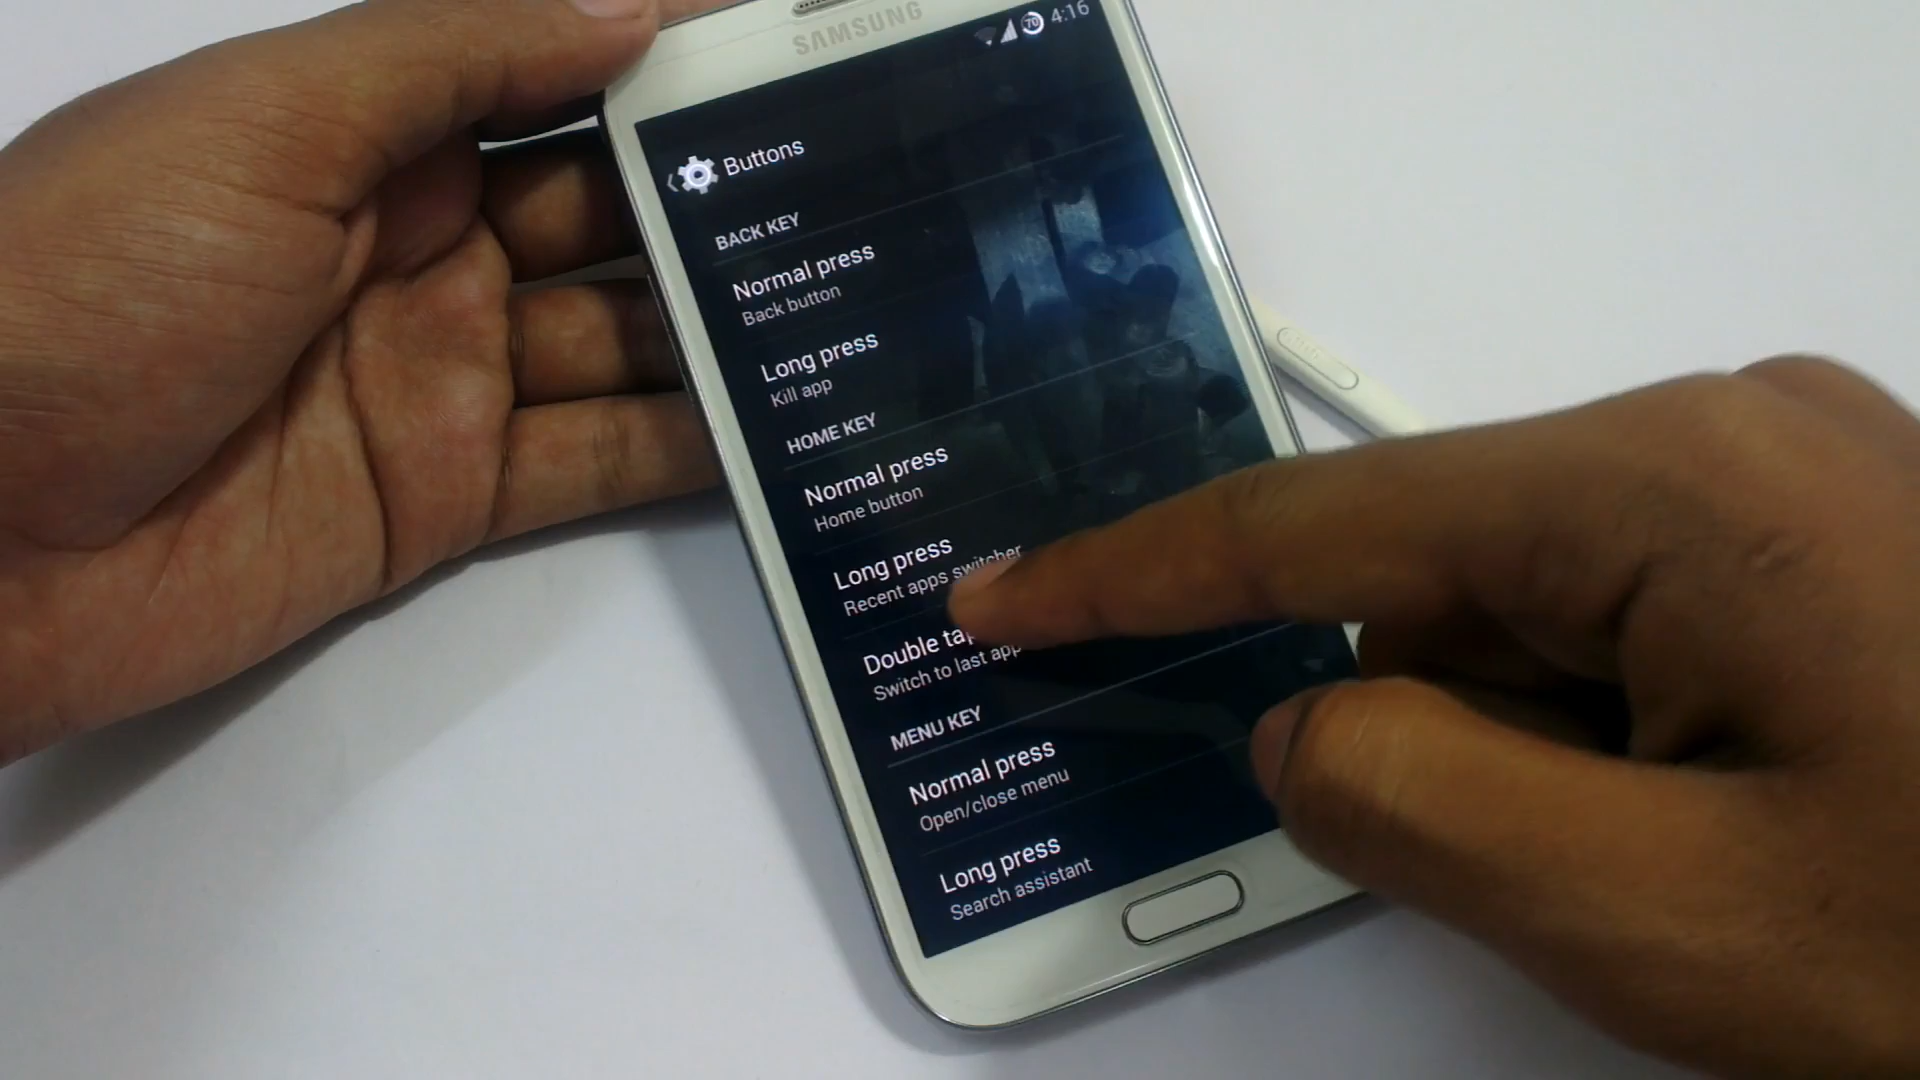 SAMSUNG
70 4:16
Buttons
BACK KEY
Normal press
Back button
Long press
Kill app
HOME KEY
Normal press
Home button
Long press
Recent apps switcher
Double tap
Switch to last app
MENU KEY
Normal press
Open/close menu
Long press
Search assistant